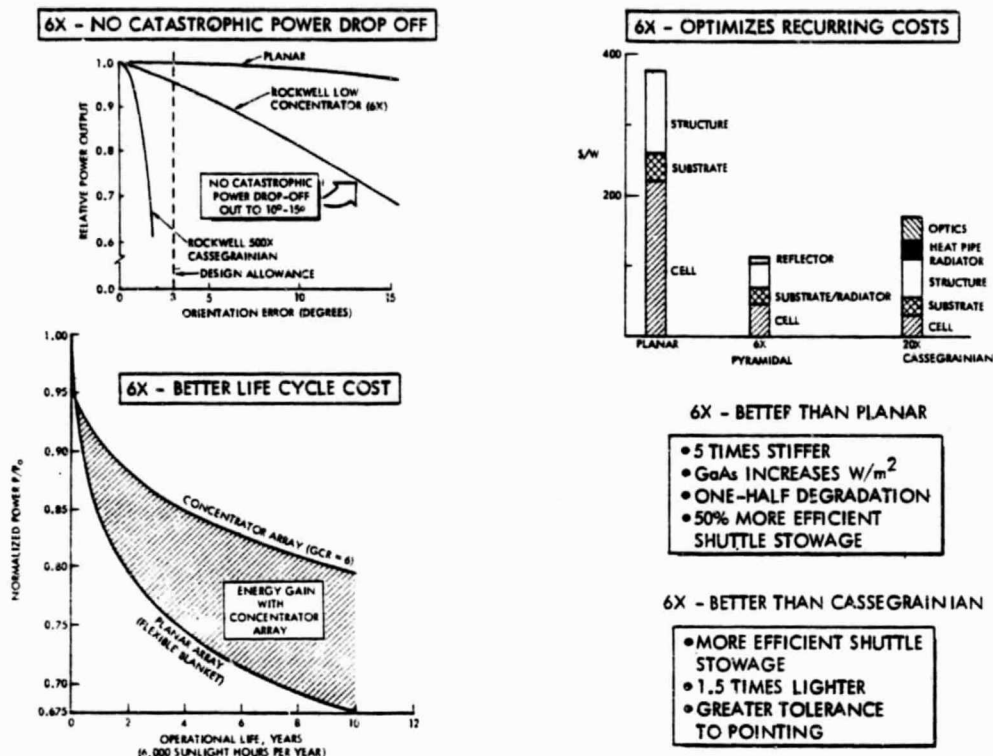 6X - NO CATASTROPHIC POWER DROP OFF
1.0
0.9
0.8
0.7
0.6
0.0
RELATIVE POWER OUTPUT
PLANAR
ROCKWELL LOW
CONCENTRATOR (6X)
NO CATASTROPHIC
POWER DROP-OFF
OUT TO 10°-15°
ROCKWELL 500X
CASSEGRAINIAN
DESIGN ALLOWANCE
0 3 5 10 15
ORIENTATION ERROR (DEGREES)
6X - OPTIMIZES RECURRING COSTS
400
$/W
200
STRUCTURE
SUBSTRATE
CELL
PLANAR
REFLECTOR
SUBSTRATE/RADIATOR
CELL
6X
PYRAMIDAL
OPTICS
HEAT PIPE
RADIATOR
STRUCTURE
SUBSTRATE
CELL
20X
CASSEGRAINIAN
6X - BETTER LIFE CYCLE COST
1.00
0.95
0.90
0.85
0.80
0.75
0.70
0.675
NORMALIZED POWER P/P₀
CONCENTRATOR ARRAY (GCR = 6)
ENERGY GAIN
WITH
CONCENTRATOR
ARRAY
PLANAR ARRAY
(FLEXIBLE BLANKET)
0 2 4 6 8 10 12
OPERATIONAL LIFE, YEARS
(6,000 SUNLIGHT HOURS PER YEAR)
6X - BETTER THAN PLANAR
• 5 TIMES STIFFER
• GaAs INCREASES W/m²
• ONE-HALF DEGRADATION
• 50% MORE EFFICIENT
SHUTTLE STOWAGE
6X - BETTER THAN CASSEGRAINIAN
• MORE EFFICIENT SHUTTLE
STOWAGE
• 1.5 TIMES LIGHTER
• GREATER TOLERANCE
TO POINTING